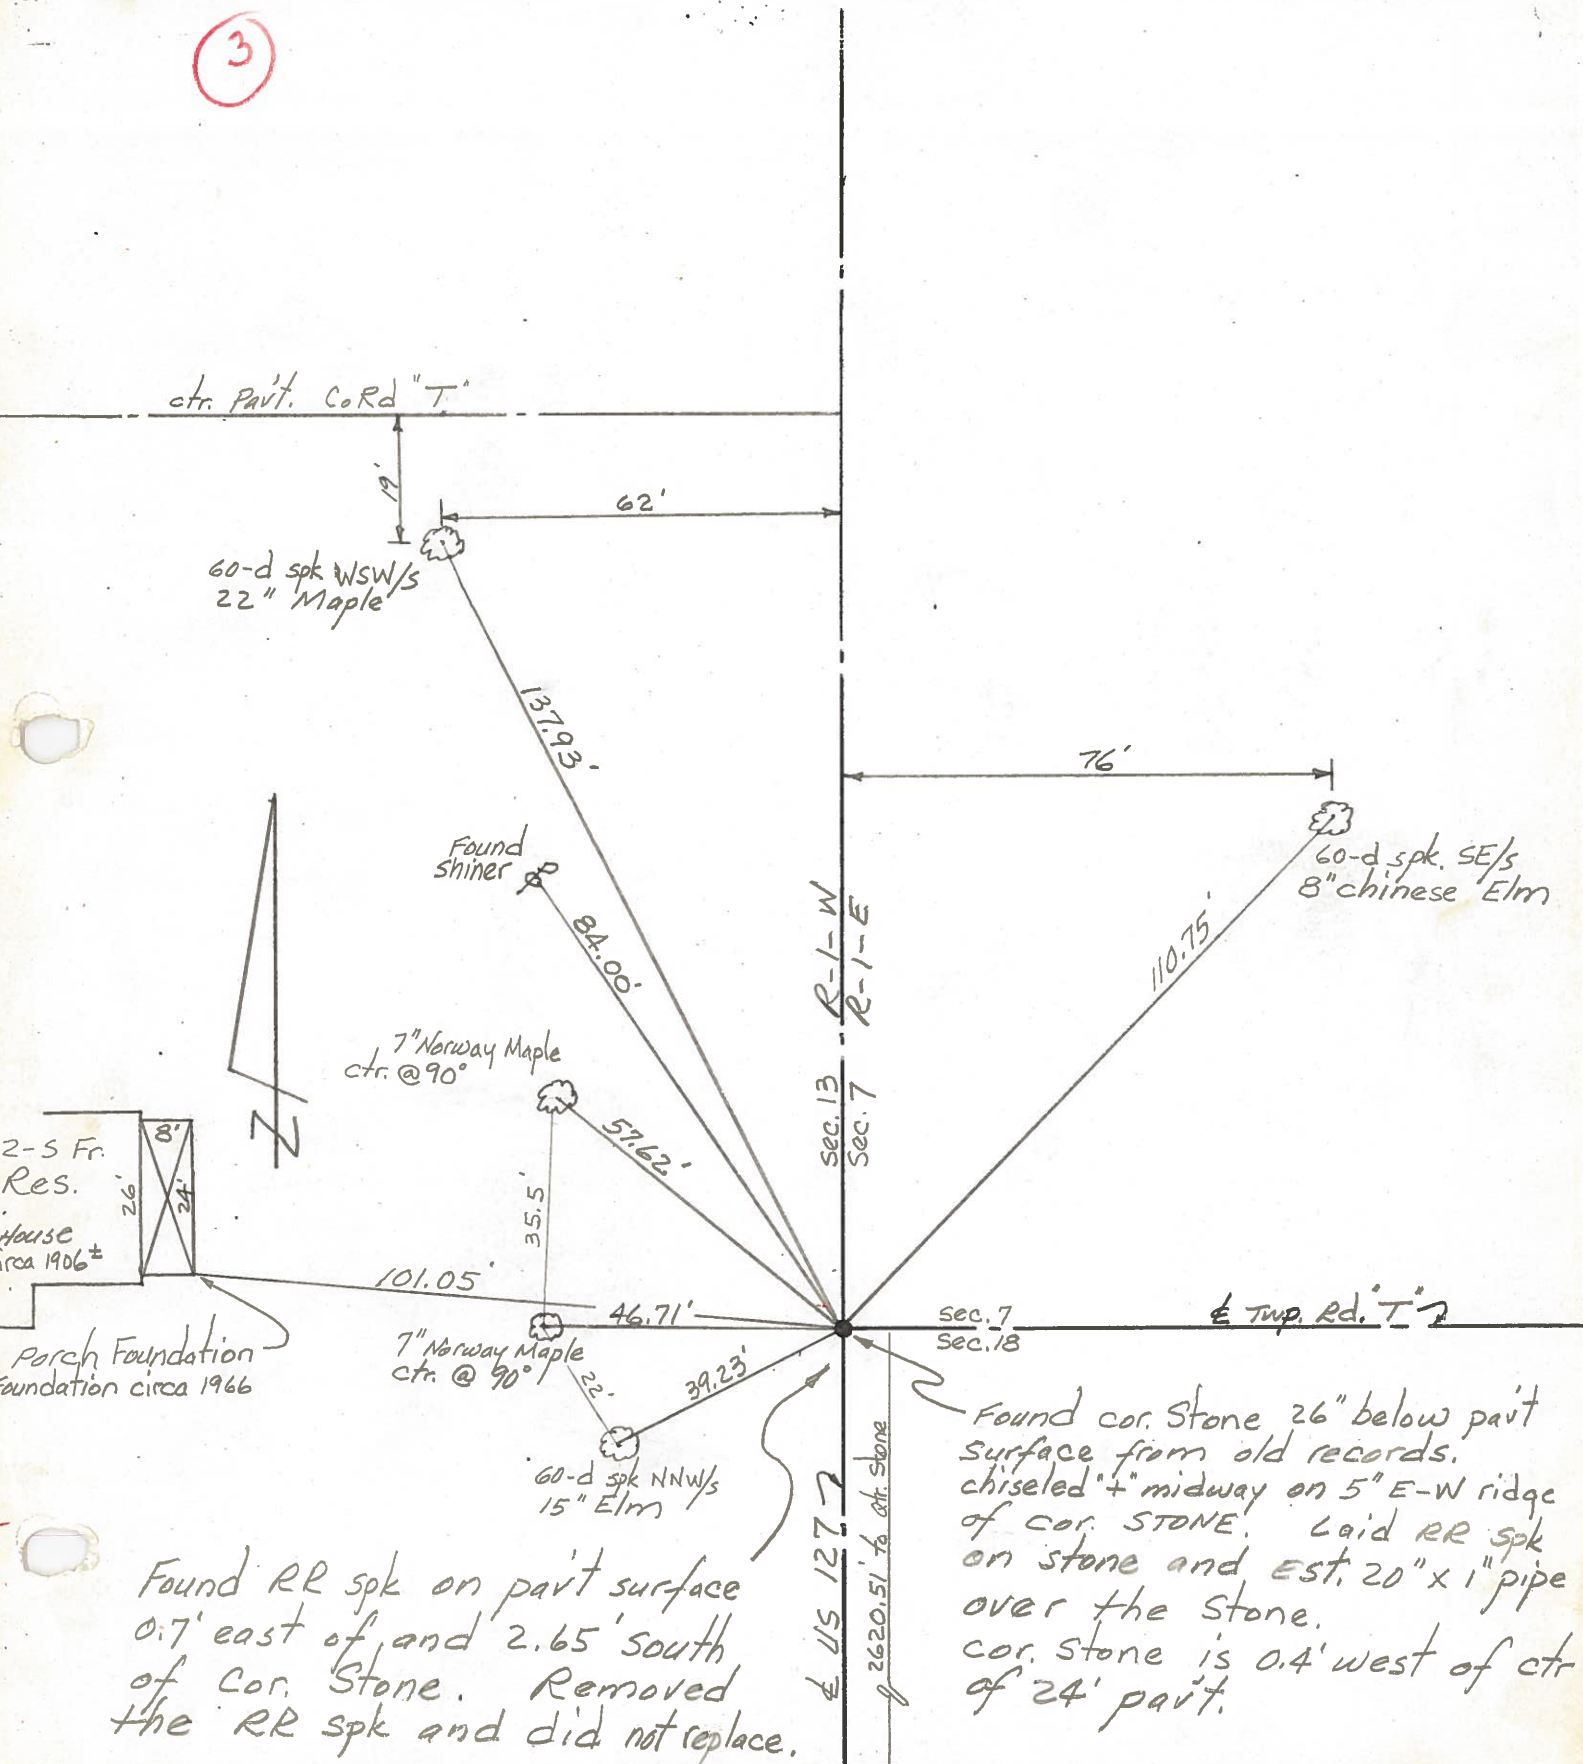 3
ctr. Pav't. Co Rd "T"
19'
62'
60-d spk WSW/s
22" Maple
137.93'
76'
Found
Shiner
60-d spk. SE/s
8" chinese Elm
84.00'
R-1-W
R-1-E
110.75'
7" Norway Maple
ctr. @ 90°
57.62'
sec. 13
sec. 7
N
8'
2-S Fr.
Res.
26'
24'
House
irca 1906±
35.5'
101.05'
46.71'
sec. 7
sec. 18
℄ Twp. Rd. "T"
Porch Foundation
Foundation circa 1966
7" Norway Maple
ctr. @ 90°
22'
39.23'
60-d spk NNW/s
15" Elm
℄ US 127
2620.51' to Qtr. Stone
Found cor. Stone 26" below pav't
surface from old records.
chiseled "+" midway on 5" E-W ridge
of cor. STONE. Laid RR spk
on stone and Est. 20" x 1" pipe
over the Stone.
cor. Stone is 0.4' west of ctr
of 24' pav't.
Found RR spk on pav't surface
0.7' east of, and 2.65' south
of Cor. Stone. Removed
the RR spk and did not replace.